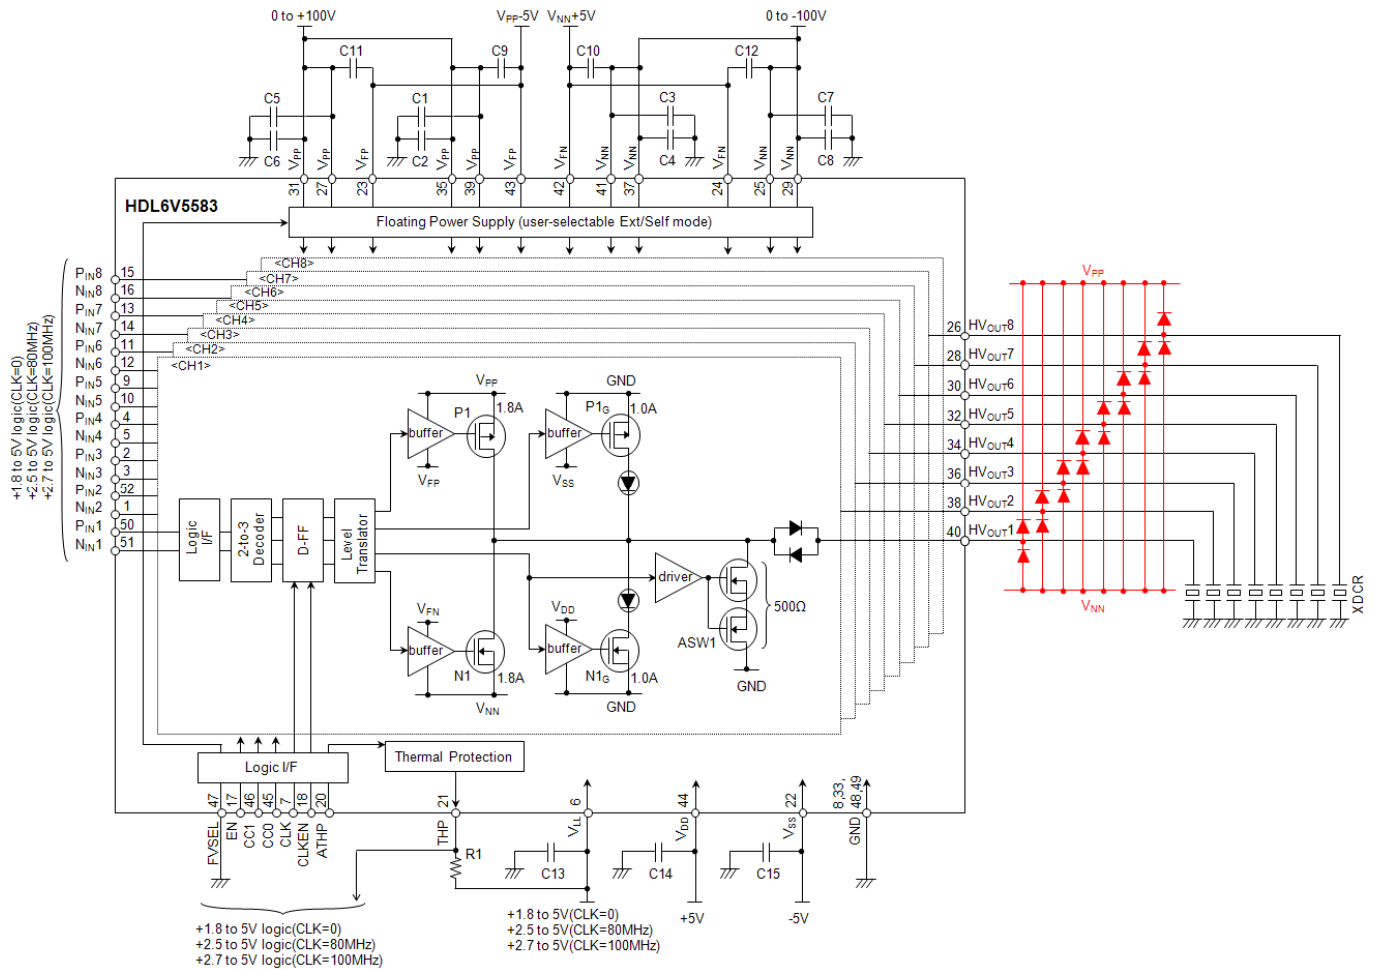 0 to +100V
VPP-5V
VNN+5V
0 to -100V
C11
C9
C10
C12
C5
C1
C3
C7
C6
C2
C4
C8
VPP
VPP
VFP
VPP
VPP
VFP
VFN
VNN
VNN
VFN
VNN
VNN
31
27
23
35
39
43
42
41
37
24
25
29
HDL6V5583
Floating Power Supply (user-selectable Ext/Self mode)
+1.8 to 5V logic(CLK=0)
+2.5 to 5V logic(CLK=80MHz)
+2.7 to 5V logic(CLK=100MHz)
PIN8 15
NIN8 16
PIN7 13
NIN7 14
PIN6 11
NIN6 12
PIN5 9
NIN5 10
PIN4 4
NIN4 5
PIN3 2
NIN3 3
PIN2 52
NIN2 1
PIN1 50
NIN1 51
<CH8>
<CH7>
<CH6>
<CH5>
<CH4>
<CH3>
<CH2>
<CH1>
Logic I/F
2-to-3 Decoder
D-FF
Level Translator
VPP
P1
1.8A
buffer
VFP
GND
P1G
1.0A
buffer
VSS
VFN
buffer
N1
1.8A
VNN
VDD
buffer
N1G
1.0A
GND
driver
ASW1
500Ω
GND
26 HVOUT8
28 HVOUT7
30 HVOUT6
32 HVOUT5
34 HVOUT4
36 HVOUT3
38 HVOUT2
40 HVOUT1
VPP
VNN
XDCR
Logic I/F
Thermal Protection
47
17
46
45
7
18
20
21
6
44
22
8,33,
48,49
FVSEL
EN
CC1
CC0
CLK
CLKEN
ATHP
THP
VLL
VDD
VSS
GND
R1
C13
C14
C15
+1.8 to 5V logic(CLK=0)
+2.5 to 5V logic(CLK=80MHz)
+2.7 to 5V logic(CLK=100MHz)
+1.8 to 5V(CLK=0)
+2.5 to 5V(CLK=80MHz)
+2.7 to 5V(CLK=100MHz)
+5V
-5V